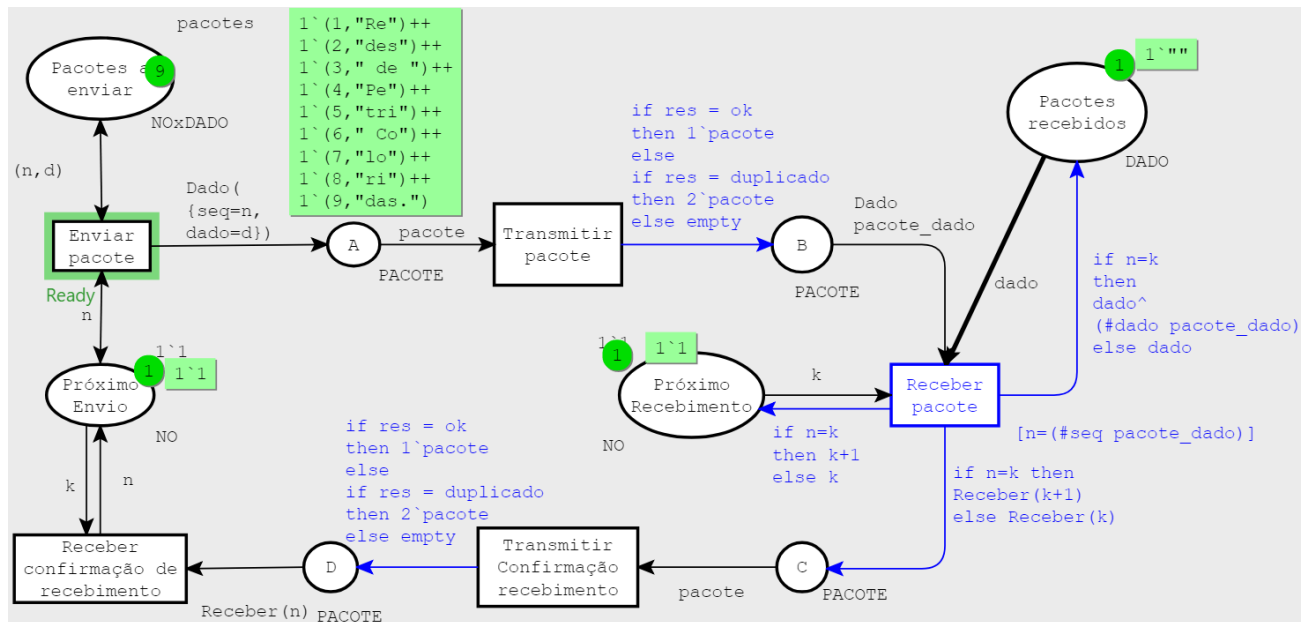 pacotes
1`(1,"Re")++
1`(2,"des")++
1`(3," de ")++
1`(4,"Pe")++
1`(5,"tri")++
1`(6," Co")++
1`(7,"lo")++
1`(8,"ri")++
1`(9,"das.")
Pacotes a
enviar
9
NOxDADO
(n,d)
Enviar
pacote
Ready
n
Dado(
{seq=n,
dado=d})
A
PACOTE
pacote
Transmitir
pacote
if res = ok
then 1`pacote
else
if res = duplicado
then 2`pacote
else empty
B
PACOTE
Dado
pacote_dado
1
1`""
Pacotes
recebidos
DADO
dado
if n=k
then
dado^
(#dado pacote_dado)
else dado
1`1
1
1`1
Próximo
Envio
NO
k
n
1`1
1
1`1
Próximo
Recebimento
NO
k
if n=k
then k+1
else k
Receber
pacote
[n=(#seq pacote_dado)]
if n=k then
Receber(k+1)
else Receber(k)
if res = ok
then 1`pacote
else
if res = duplicado
then 2`pacote
else empty
Receber
confirmação de
recebimento
Receber(n)
D
PACOTE
Transmitir
Confirmação
recebimento
pacote
C
PACOTE